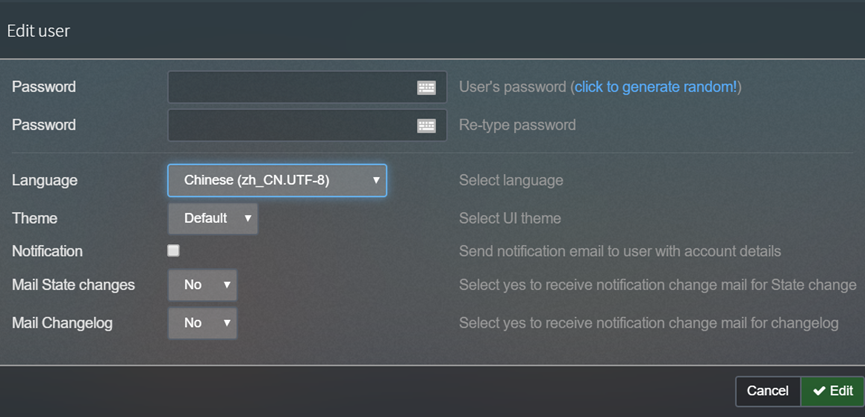 Edit user
Password User's password (click to generate random!)
Password Re-type password
Language Chinese (zh_CN.UTF-8) Select language
Theme Default Select UI theme
Notification Send notification email to user with account details
Mail State changes No Select yes to receive notification change mail for State change
Mail Changelog No Select yes to receive notification change mail for changelog
Cancel Edit